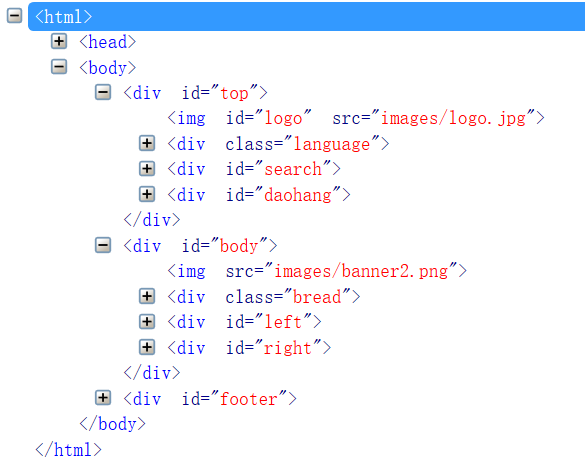 <html>
<head>
<body>
<div id="top">
<img id="logo" src="images/logo.jpg">
<div class="language">
<div id="search">
<div id="daohang">
</div>
<div id="body">
<img src="images/banner2.png">
<div class="bread">
<div id="left">
<div id="right">
</div>
<div id="footer">
</body>
</html>